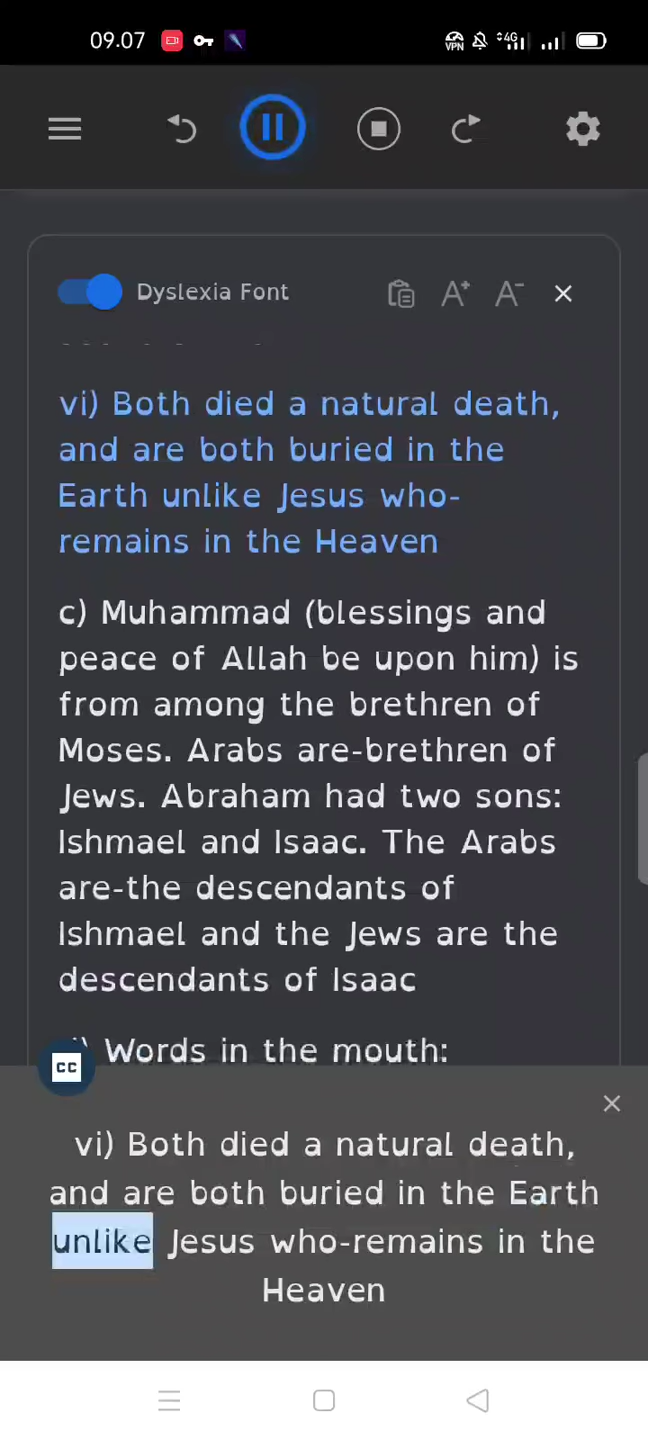 09.07
VPN 4G
Dyslexia Font A+ A-
vi) Both died a natural death,
and are both buried in the
Earth unlike Jesus who-
remains in the Heaven
c) Muhammad (blessings and
peace of Allah be upon him) is
from among the brethren of
Moses. Arabs are-brethren of
Jews. Abraham had two sons:
Ishmael and Isaac. The Arabs
are-the descendants of
Ishmael and the Jews are the
descendants of Isaac
Words in the mouth:
CC
vi) Both died a natural death,
and are both buried in the Earth
unlike Jesus who-remains in the
Heaven